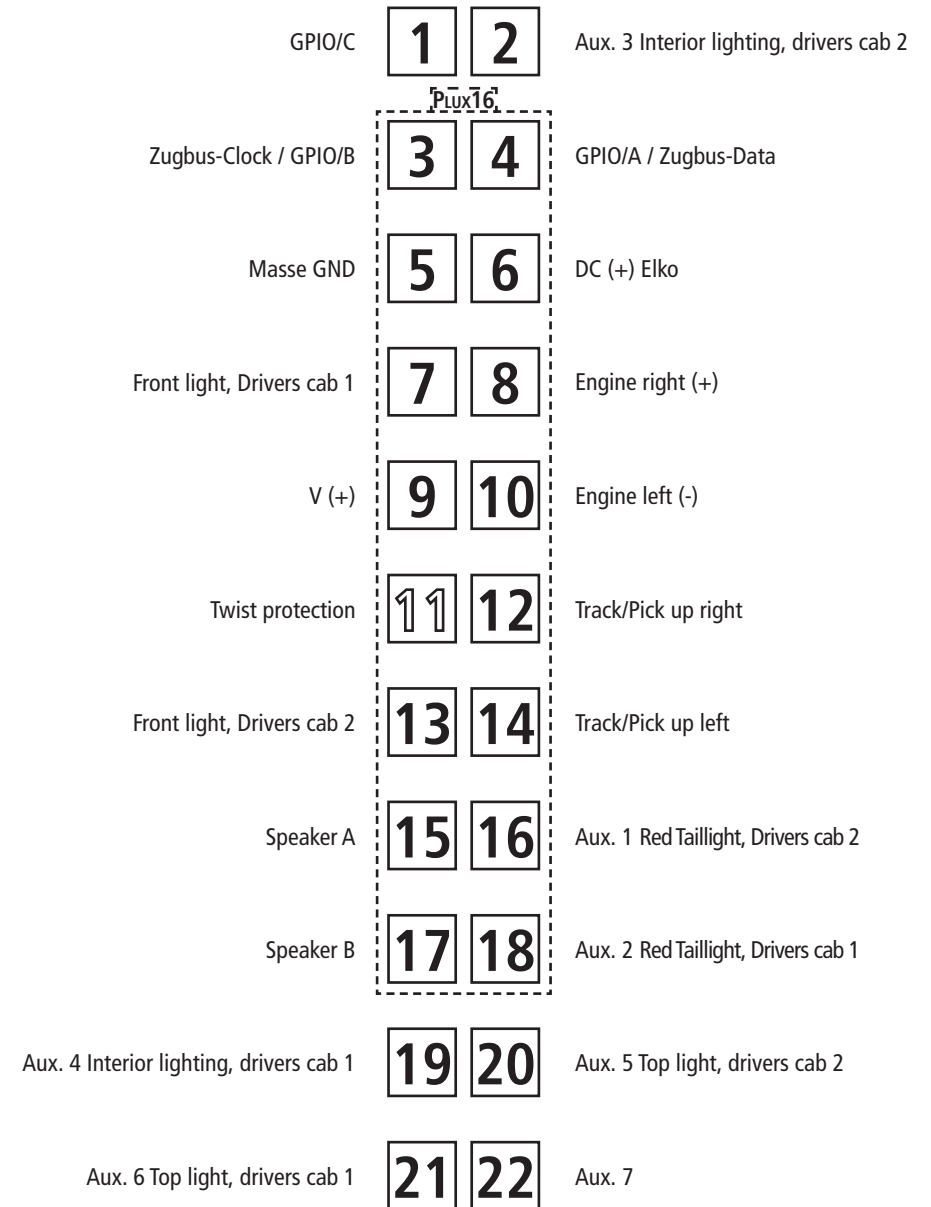 GPIO/C 1 2 Aux. 3 Interior lighting, drivers cab 2
PLUX16
Zugbus-Clock / GPIO/B 3 4 GPIO/A / Zugbus-Data
Masse GND 5 6 DC (+) Elko
Front light, Drivers cab 1 7 8 Engine right (+)
V (+) 9 10 Engine left (-)
Twist protection 11 12 Track/Pick up right
Front light, Drivers cab 2 13 14 Track/Pick up left
Speaker A 15 16 Aux. 1 Red Taillight, Drivers cab 2
Speaker B 17 18 Aux. 2 Red Taillight, Drivers cab 1
Aux. 4 Interior lighting, drivers cab 1 19 20 Aux. 5 Top light, drivers cab 2
Aux. 6 Top light, drivers cab 1 21 22 Aux. 7